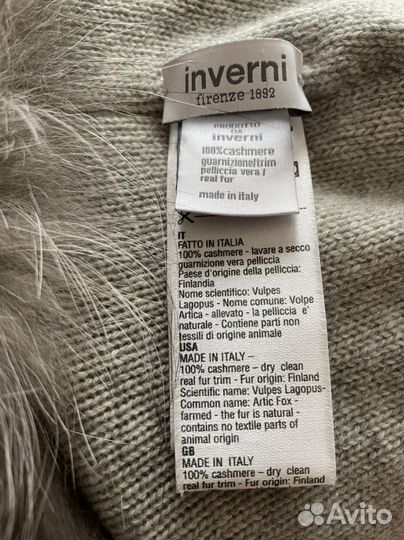 inverni
firenze 1892
PRODOTTO
DA
inverni
100%cashmere
guarnizione/trim
pelliccia vera /
real fur
made in italy
IT
FATTO IN ITALIA
100% cashmere - lavare a secco
guarnizione vera pelliccia
Paese d'origine della pelliccia:
Finlandia
Nome scientifico: Vulpes
Lagopus - Nome comune: Volpe
Artica - allevato - la pelliccia e'
naturale - Contiene parti non
tessili di origine animale
USA
MADE IN ITALY –
100% cashmere – dry clean
real fur trim - Fur origin: Finland
Scientific name: Vulpes Lagopus-
Common name: Artic Fox -
farmed - the fur is natural -
contains no textile parts of
animal origin
GB
MADE IN ITALY
100% cashmere - dry clean
real fur trim - Fur origin: Finland
Avito